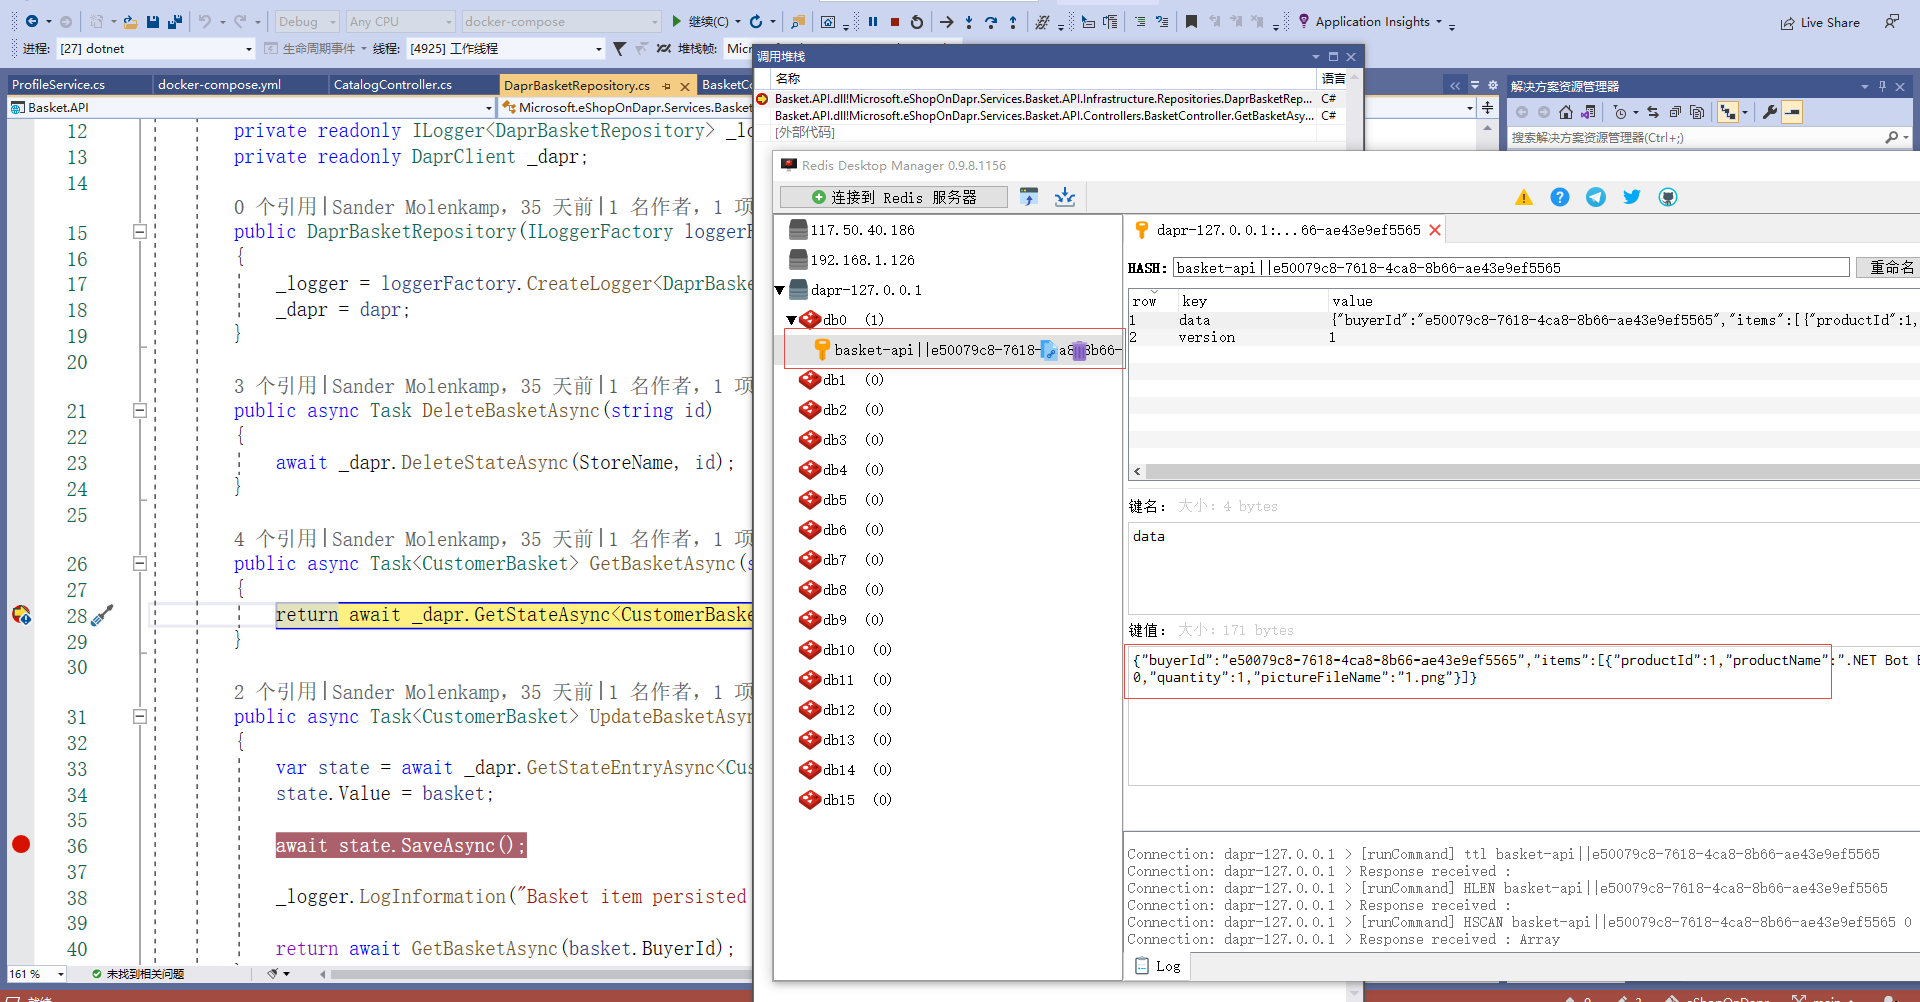 Debug Any CPU docker-compose 继续(C) Application Insights Live Share
进程: [27] dotnet 生命周期事件 线程: [4925] 工作线程 堆栈帧:
ProfileService.cs docker-compose.yml CatalogController.cs DaprBasketRepository.cs
Basket.API Microsoft.eShopOnDapr.Services.Basket
12 private readonly ILogger<DaprBasketRepository> _lo
13 private readonly DaprClient _dapr;
14
0 个引用|Sander Molenkamp, 35 天前|1 名作者, 1 项
15 public DaprBasketRepository(ILoggerFactory loggerF
16 {
17 _logger = loggerFactory.CreateLogger<DaprBaske
18 _dapr = dapr;
19 }
20
3 个引用|Sander Molenkamp, 35 天前|1 名作者, 1 项
21 public async Task DeleteBasketAsync(string id)
22 {
23 await _dapr.DeleteStateAsync(StoreName, id);
24 }
25
4 个引用|Sander Molenkamp, 35 天前|1 名作者, 1 项
26 public async Task<CustomerBasket> GetBasketAsync(s
27 {
28 return await _dapr.GetStateAsync<CustomerBaske
29 }
30
2 个引用|Sander Molenkamp, 35 天前|1 名作者, 1 项
31 public async Task<CustomerBasket> UpdateBasketAsyn
32 {
33 var state = await _dapr.GetStateEntryAsync<Cus
34 state.Value = basket;
35
36 await state.SaveAsync();
37
38 _logger.LogInformation("Basket item persisted
39
40 return await GetBasketAsync(basket.BuyerId);
161 % 未找到相关问题
调用堆栈
名称 语言
Basket.API.dll!Microsoft.eShopOnDapr.Services.Basket.API.Infrastructure.Repositories.DaprBasketRep... C#
Basket.API.dll!Microsoft.eShopOnDapr.Services.Basket.API.Controllers.BasketController.GetBasketAsy... C#
[外部代码]
解决方案资源管理器
搜索解决方案资源管理器(Ctrl+;)
Redis Desktop Manager 0.9.8.1156
连接到 Redis 服务器
117.50.40.186
192.168.1.126
dapr-127.0.0.1
db0 (1)
basket-api||e50079c8-7618-
db1 (0)
db2 (0)
db3 (0)
db4 (0)
db5 (0)
db6 (0)
db7 (0)
db8 (0)
db9 (0)
db10 (0)
db11 (0)
db12 (0)
db13 (0)
db14 (0)
db15 (0)
dapr-127.0.0.1:...66-ae43e9ef5565
HASH: basket-api||e50079c8-7618-4ca8-8b66-ae43e9ef5565 重命名
row key value
1 data {"buyerId":"e50079c8-7618-4ca8-8b66-ae43e9ef5565","items":[{"productId":1,
2 version 1
键名: 大小: 4 bytes
data
键值: 大小: 171 bytes
{"buyerId":"e50079c8-7618-4ca8-8b66-ae43e9ef5565","items":[{"productId":1,"productName":".NET Bot
0,"quantity":1,"pictureFileName":"1.png"}]}
Connection: dapr-127.0.0.1 > [runCommand] ttl basket-api||e50079c8-7618-4ca8-8b66-ae43e9ef5565
Connection: dapr-127.0.0.1 > Response received :
Connection: dapr-127.0.0.1 > [runCommand] HLEN basket-api||e50079c8-7618-4ca8-8b66-ae43e9ef5565
Connection: dapr-127.0.0.1 > Response received :
Connection: dapr-127.0.0.1 > [runCommand] HSCAN basket-api||e50079c8-7618-4ca8-8b66-ae43e9ef5565 0
Connection: dapr-127.0.0.1 > Response received : Array
Log